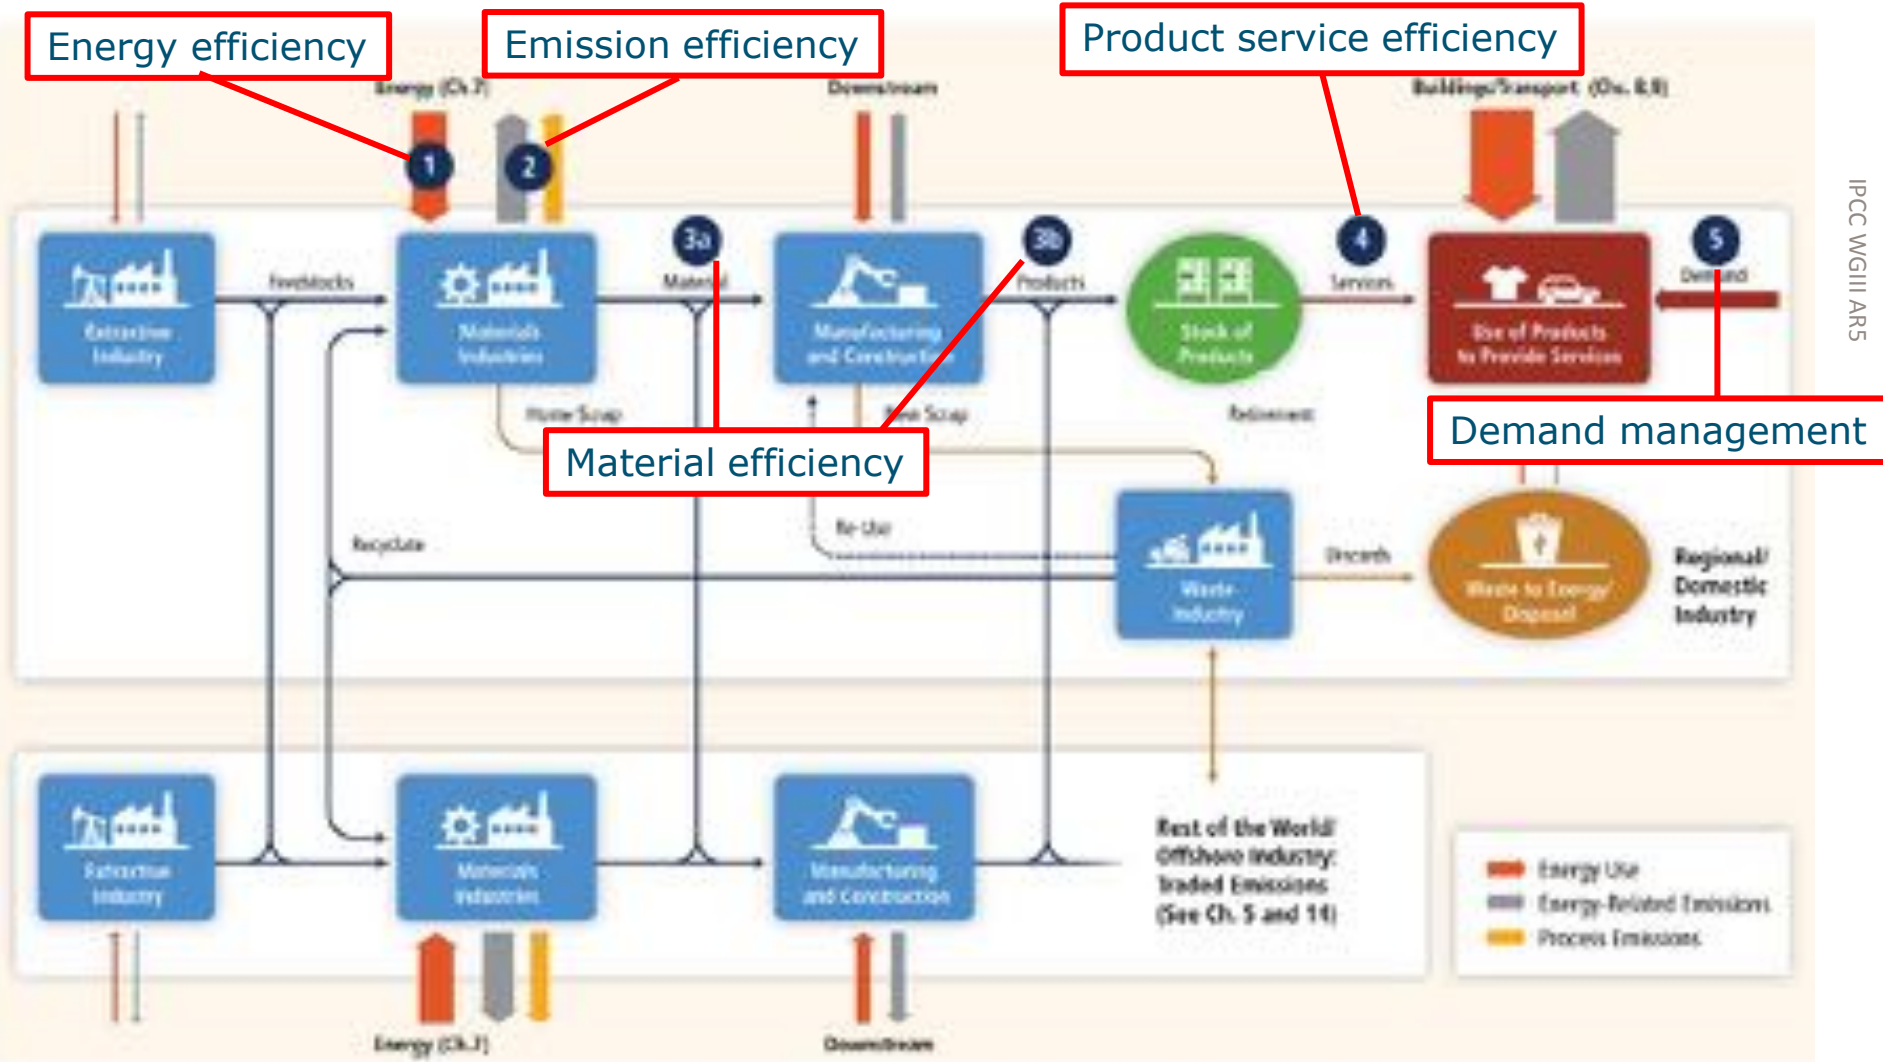 Energy efficiency
Emission efficiency
Product service efficiency
Energy (Ch.7)
Downstream
Buildings/Transport (Chs. 8,9)
1
2
IPCC WGIII AR5
3a
3b
4
5
Feedstocks
Material
Products
Services
Demand
Extractive
Industry
Materials
Industries
Manufacturing
and Construction
Stock of
Products
Use of Products
to Provide Services
Home Scrap
New Scrap
Retirement
Material efficiency
Demand management
Recyclate
Re-Use
Discards
Waste
Industry
Waste to Energy/
Disposal
Regional/
Domestic
Industry
Extractive
Industry
Materials
Industries
Manufacturing
and Construction
Rest of the World/
Offshore Industry:
Traded Emissions
(See Ch. 5 and 14)
Energy Use
Energy-Related Emissions
Process Emissions
Energy (Ch.7)
Downstream